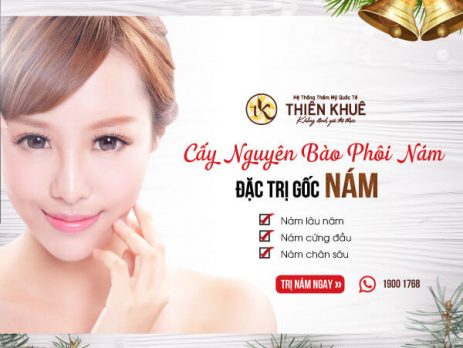 Hệ Thống Thẩm Mỹ Quốc Tế
THIÊN KHUÊ
Cấy Nguyên Bào Phôi Nám
ĐẶC TRỊ GỐC NÁM
Nám lâu năm
Nám cứng đầu
Nám chân sâu
TRỊ NÁM NGAY »
1900 1768